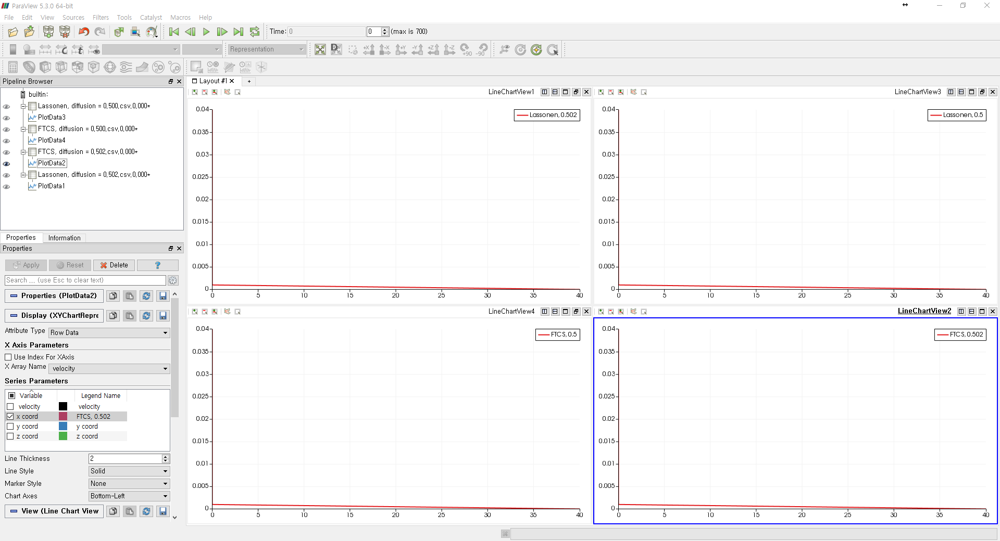 ParaView 5.3.0 64-bit
File Edit View Sources Filters Tools Catalyst Macros Help
Time: 0 0 (max is 700)
Representation
+X -X +Y -Y +Z -Z +90 -90
Pipeline Browser
builtin:
Lassonen, diffusion = 0,500,csv,0,000*
PlotData3
FTCS, diffusion = 0,500,csv,0,000*
PlotData4
FTCS, diffusion = 0,502,csv,0,000*
PlotData2
Lassonen, diffusion = 0,502,csv,0,000*
PlotData1
Properties Information
Properties
Apply Reset Delete ?
Search ... (use Esc to clear text)
Properties (PlotData2)
Display (XYChartRepre
Attribute Type Row Data
X Axis Parameters
Use Index For XAxis
X Array Name velocity
Series Parameters
Variable Legend Name
velocity velocity
x coord FTCS, 0.502
y coord y coord
z coord z coord
Line Thickness 2
Line Style Solid
Marker Style None
Chart Axes Bottom-Left
View (Line Chart View
Layout #1 +
LineChartView1
Lassonen, 0.502
0.04
0.035
0.03
0.025
0.02
0.015
0.01
0.005
0
0 5 10 15 20 25 30 35 40
LineChartView3
Lassonen, 0.5
0.04
0.035
0.03
0.025
0.02
0.015
0.01
0.005
0
0 5 10 15 20 25 30 35 40
LineChartView4
FTCS, 0.5
0.04
0.035
0.03
0.025
0.02
0.015
0.01
0.005
0
0 5 10 15 20 25 30 35 40
LineChartView2
FTCS, 0.502
0.04
0.035
0.03
0.025
0.02
0.015
0.01
0.005
0
0 5 10 15 20 25 30 35 40